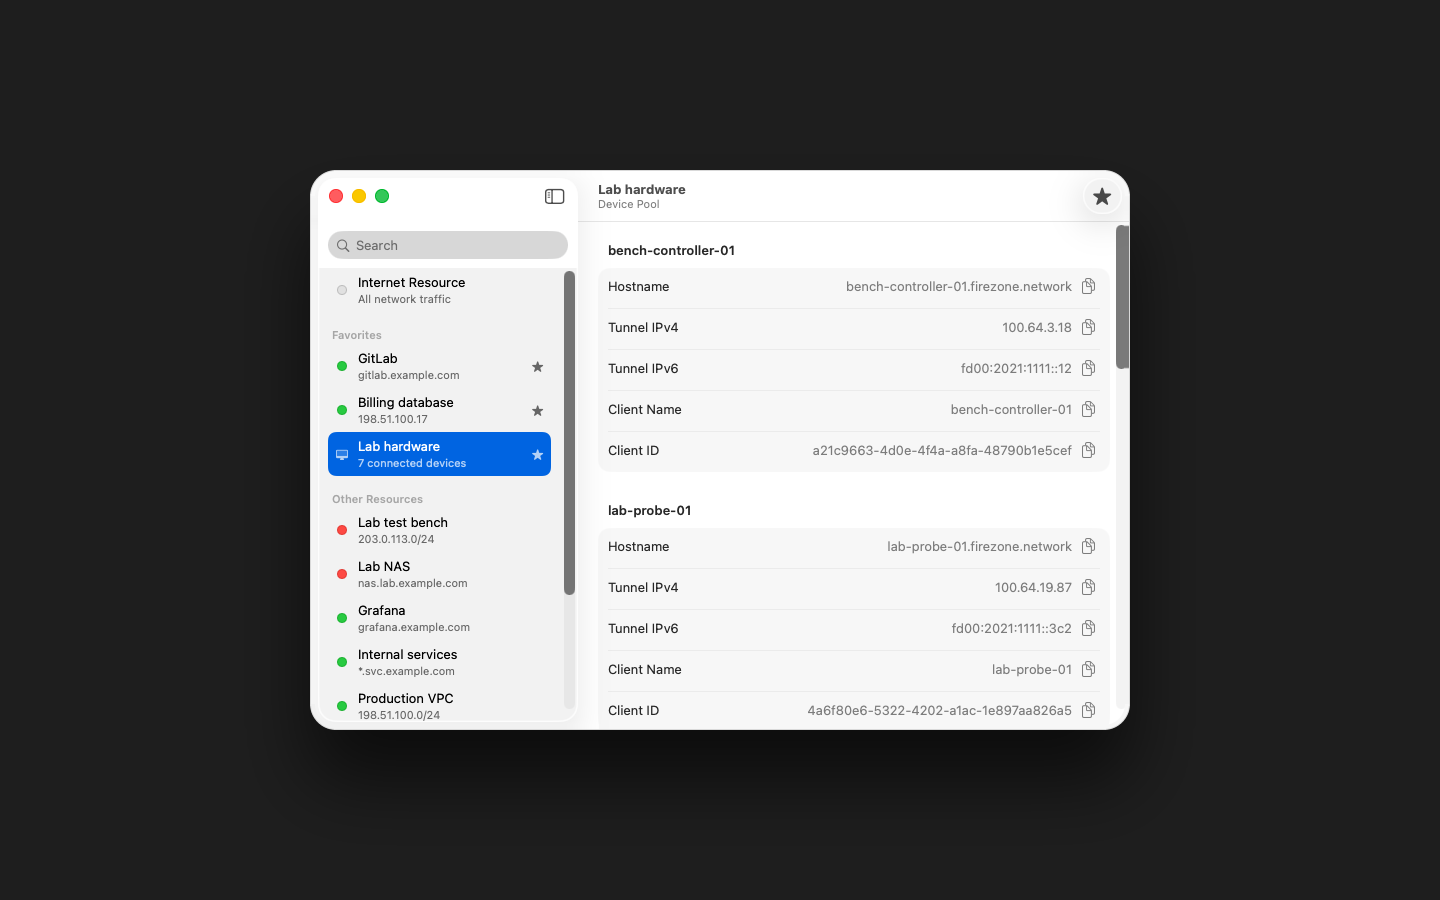 Lab hardware
Device Pool
Search
Internet Resource
All network traffic
Favorites
GitLab
gitlab.example.com
Billing database
198.51.100.17
Lab hardware
7 connected devices
Other Resources
Lab test bench
203.0.113.0/24
Lab NAS
nas.lab.example.com
Grafana
grafana.example.com
Internal services
*.svc.example.com
Production VPC
198.51.100.0/24
bench-controller-01
Hostname bench-controller-01.firezone.network
Tunnel IPv4 100.64.3.18
Tunnel IPv6 fd00:2021:1111::12
Client Name bench-controller-01
Client ID a21c9663-4d0e-4f4a-a8fa-48790b1e5cef
lab-probe-01
Hostname lab-probe-01.firezone.network
Tunnel IPv4 100.64.19.87
Tunnel IPv6 fd00:2021:1111::3c2
Client Name lab-probe-01
Client ID 4a6f80e6-5322-4202-a1ac-1e897aa826a5